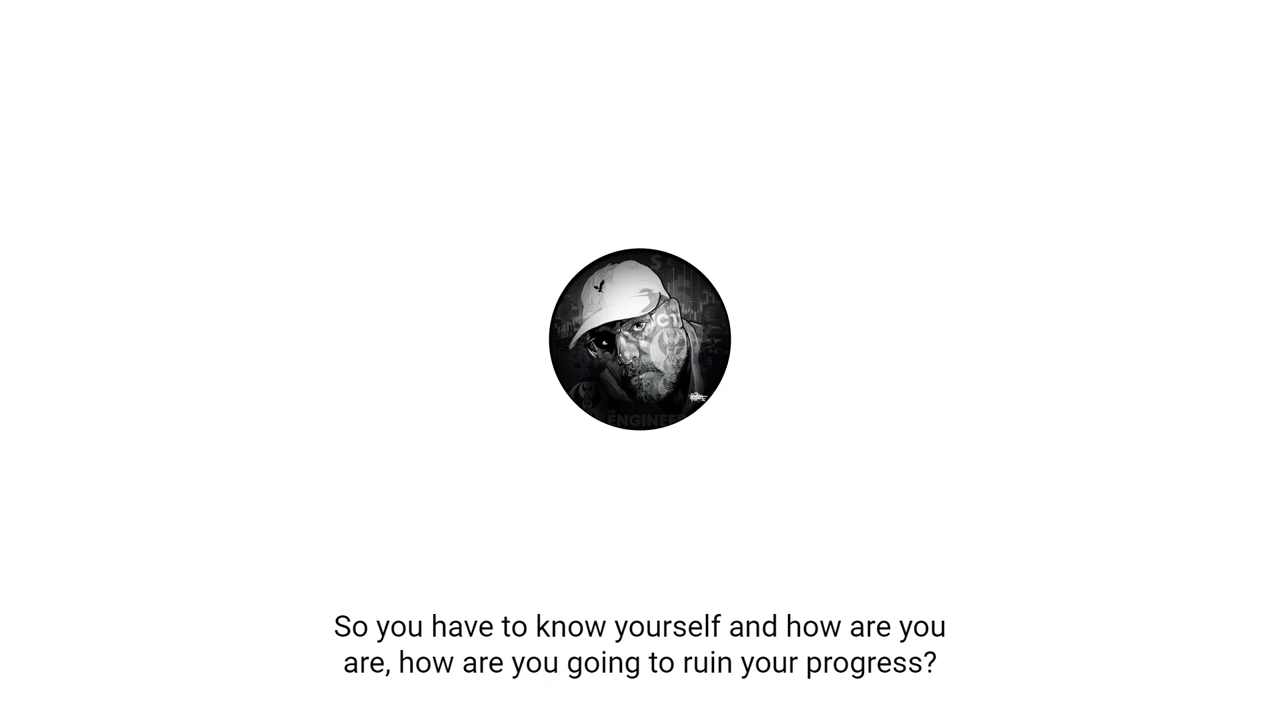 ENGINEE
So you have to know yourself and how are you
are, how are you going to ruin your progress?